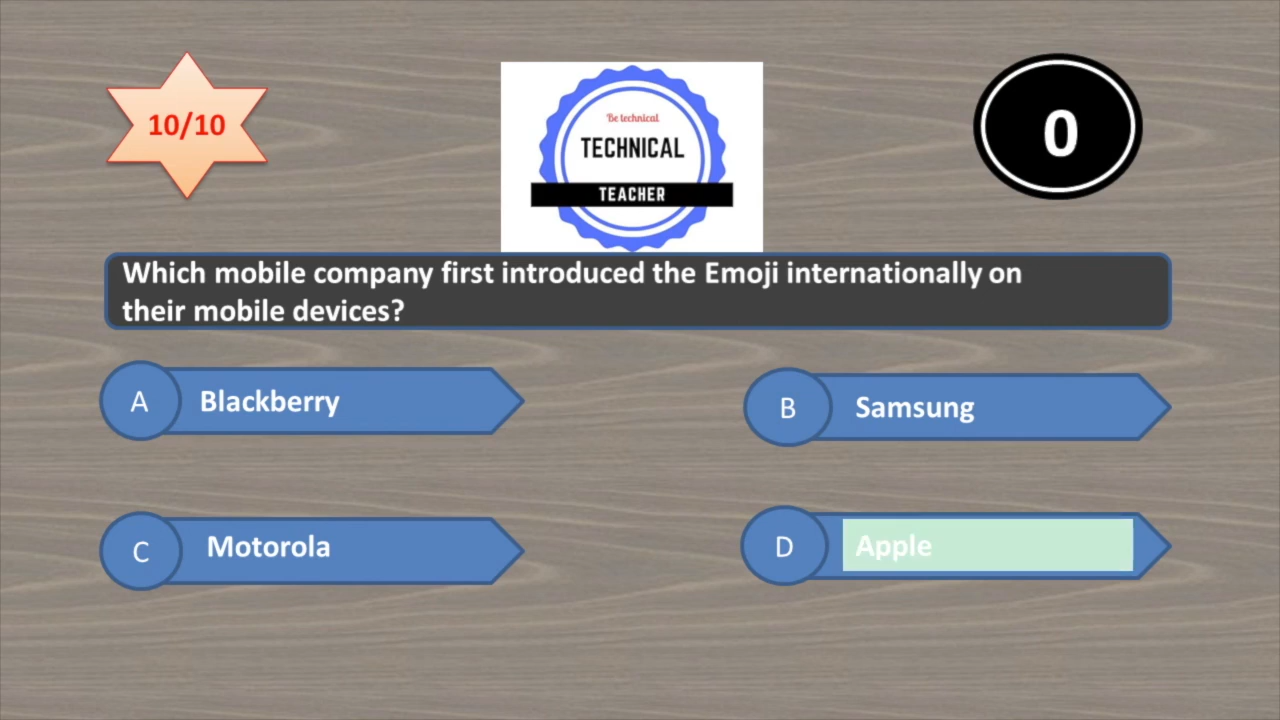 10/10
Be technical
TECHNICAL
TEACHER
0
Which mobile company first introduced the Emoji internationally on
their mobile devices?
A Blackberry
B Samsung
C Motorola
D Apple